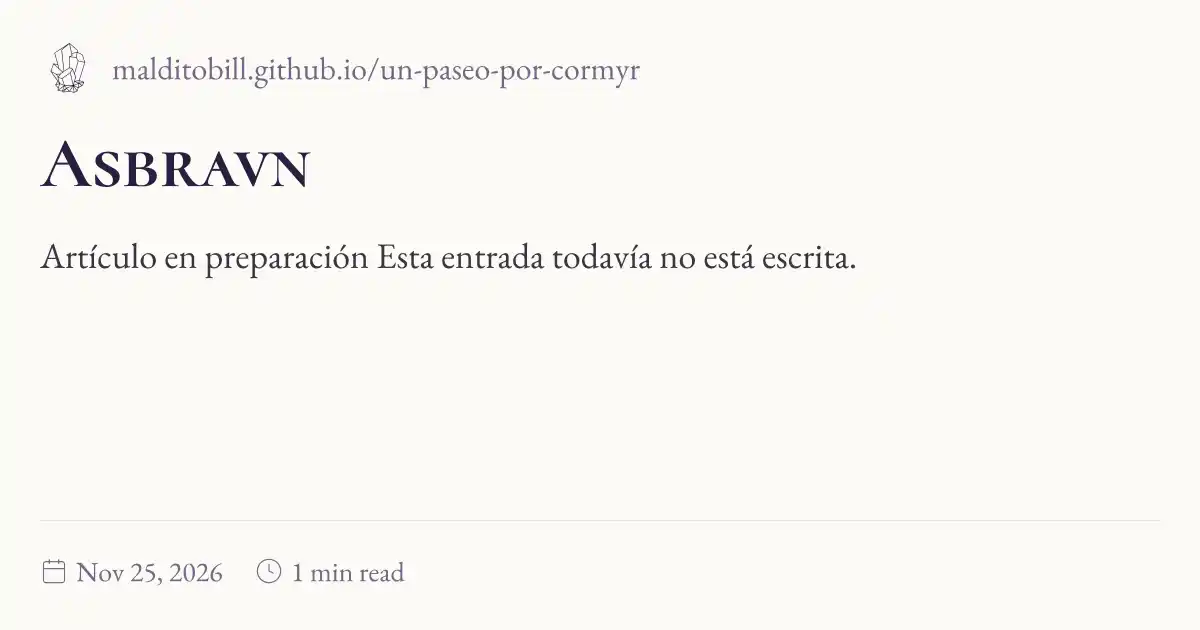 malditobill.github.io/un-paseo-por-cormyr
Asbravn
Artículo en preparación Esta entrada todavía no está escrita.
Nov 25, 2026 1 min read